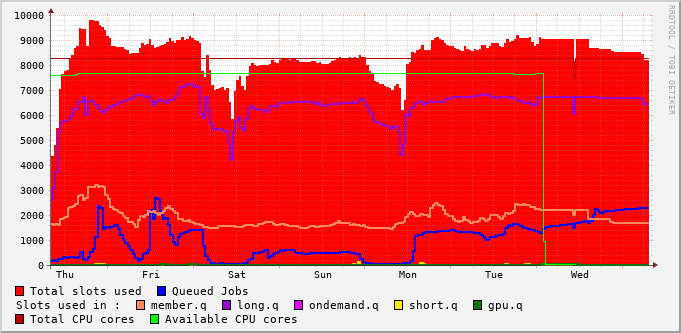 RRDTOOL / TOBI OETIKER
10000
9000
8000
7000
6000
5000
4000
3000
2000
1000
0
Thu Fri Sat Sun Mon Tue Wed
Total slots used Queued Jobs
Slots used in : member.q long.q ondemand.q short.q gpu.q
Total CPU cores Available CPU cores